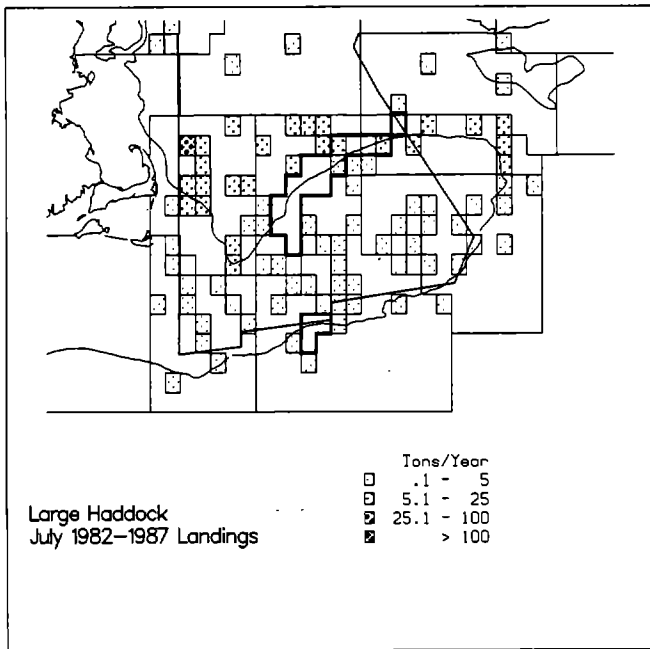 Tons/Year
.1 - 5
5.1 - 25
25.1 - 100
> 100
Large Haddock
July 1982-1987 Landings